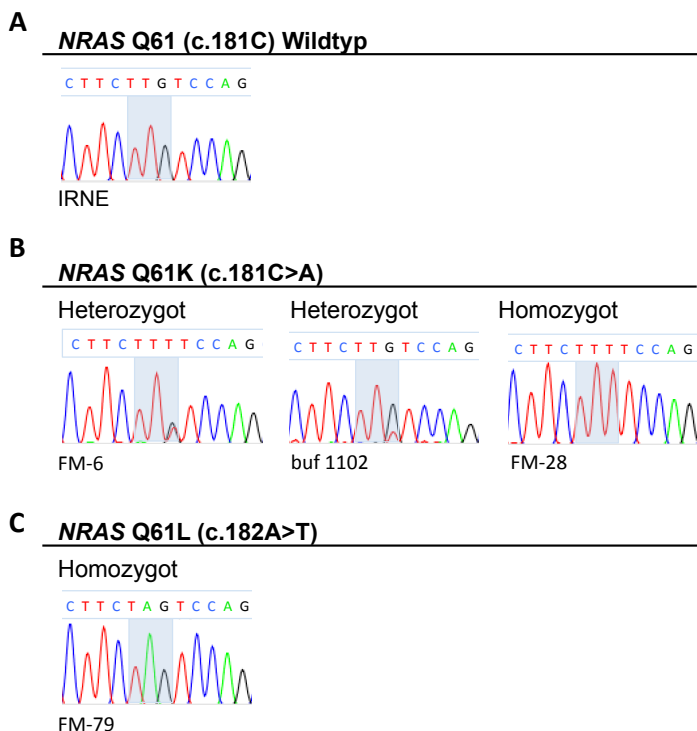 A
NRAS Q61 (c.181C) Wildtyp
C T T C T T G T C C A G
IRNE
B
NRAS Q61K (c.181C>A)
Heterozygot Heterozygot Homozygot
C T T C T T T T C C A G C T T C T T G T C C A G C T T C T T T T C C A G
FM-6 buf 1102 FM-28
C
NRAS Q61L (c.182A>T)
Homozygot
C T T C T A G T C C A G
FM-79